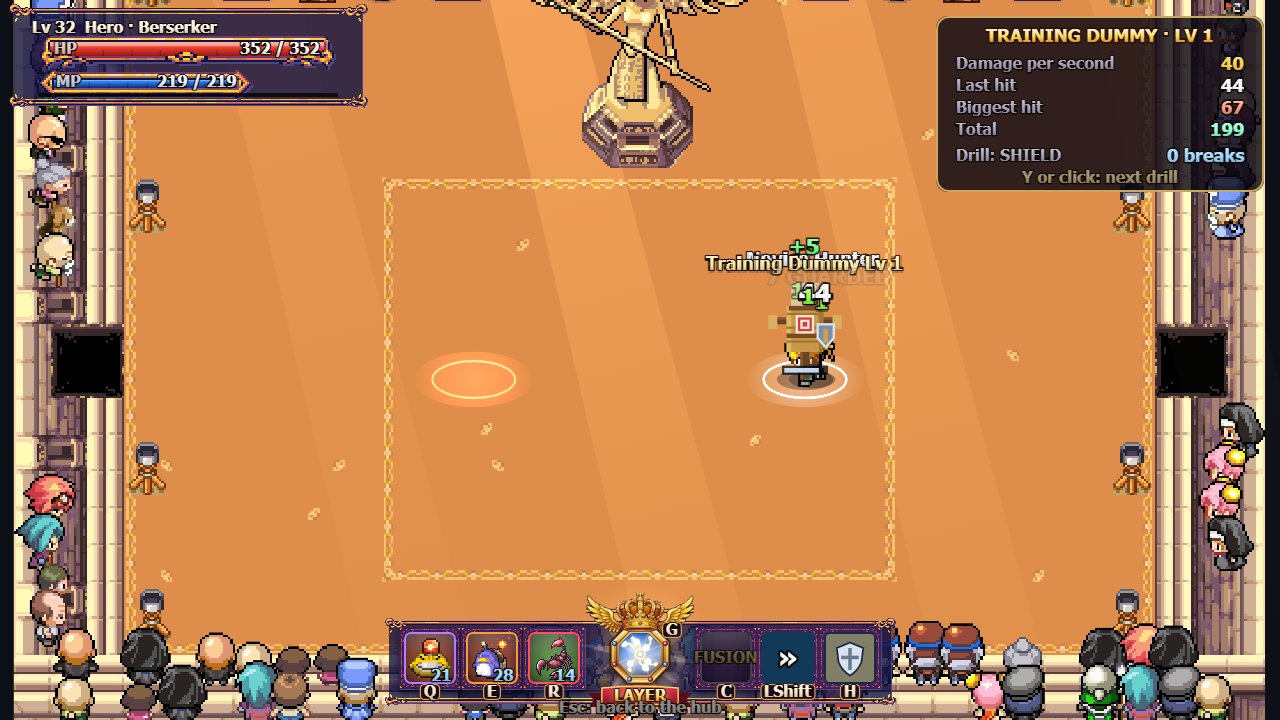 Lv 32 Hero · Berserker
HP 352 / 352
MP 219 / 219
TRAINING DUMMY · LV 1
Damage per second 40
Last hit 44
Biggest hit 67
Total 199
Drill: SHIELD 0 breaks
Y or click: next drill
+5
Training Dummy Lv 1
44
21 28 14
G
FUSION
Q E R LAYER C LShift H
Esc: back to the hub